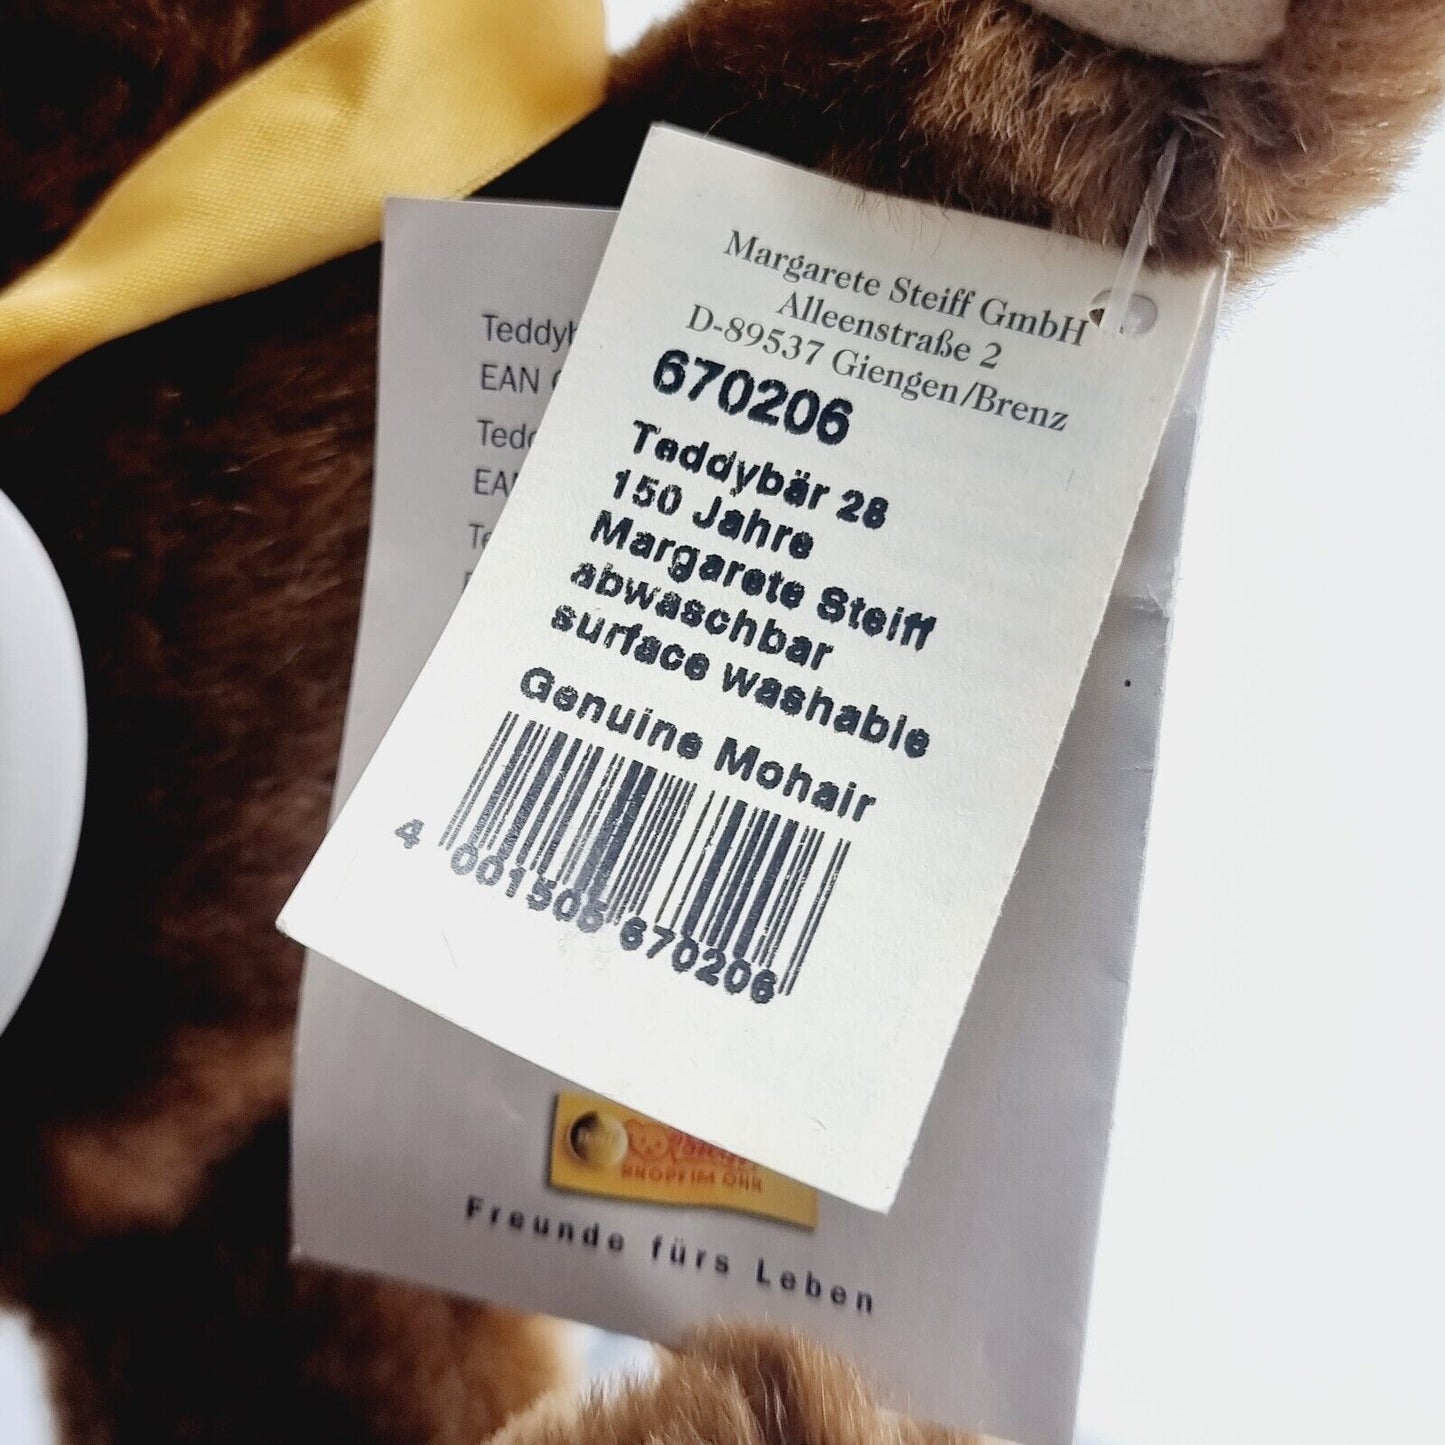 Margarete Steiff GmbH
Alleenstraße 2
D-89537 Giengen/Brenz
670206
Teddybär 28
150 Jahre
Margarete Steiff
abwaschbar
surface washable
Genuine Mohair
4 001505 670206
EAN
KNOPF IM OHR
Freunde fürs Leben